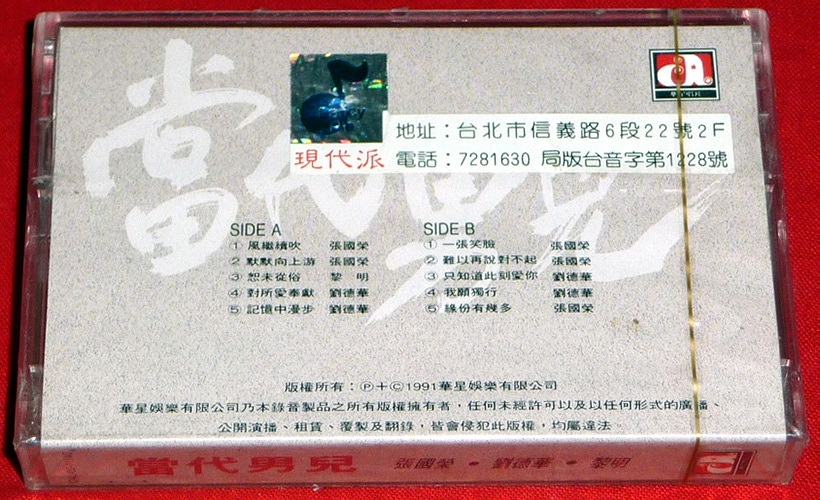 當代男兒
華星唱片
地址：台北市信義路6段22號2F
現代派 電話：7281630 局版台音字第1228號
SIDE A
① 風繼續吹 張國榮
② 默默向上游 張國榮
③ 恕未從俗 黎 明
④ 對所愛奉獻 劉德華
⑤ 記憶中漫步 劉德華
SIDE B
① 一張笑臉 張國榮
② 難以再說對不起 張國榮
③ 只知道此刻愛你 劉德華
④ 我願獨行 劉德華
⑤ 緣份有幾多 張國榮
版權所有：Ⓟ+Ⓒ1991華星娛樂有限公司
華星娛樂有限公司乃本錄音製品之所有版權擁有者，任何未經許可以及以任何形式的廣播、
公開演播、租賃、覆製及翻錄，皆會侵犯此版權，均屬違法。
當代男兒 張國榮・劉德華・黎明